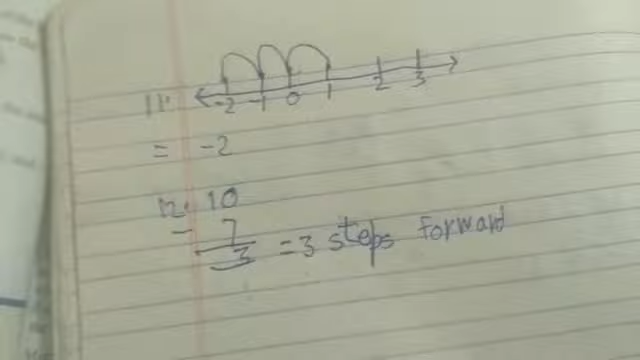 11.
-2 -1 0 1 2 3
= -2
12. 10
- 7
3 = 3 steps forward